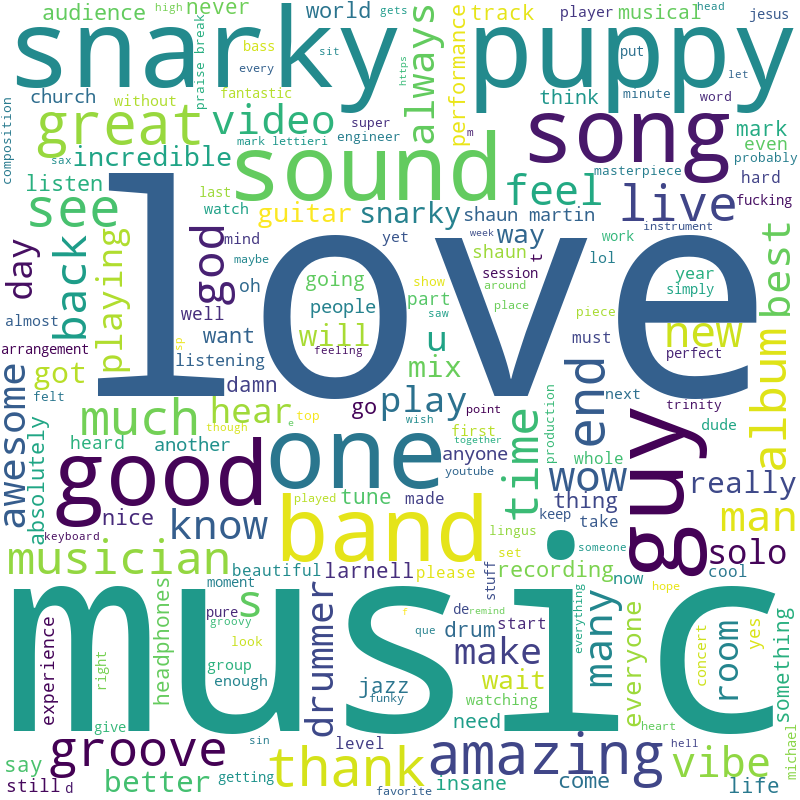 audience
high
never
world
gets
track
player
musical
head
jesus
snarky puppy
praise break
sit
always
performance
put
let
church
without
every
bass
fantastic
https
think
minute
word
composition
great
video
mark lettieri
super
engineer
m
song
mark
even
probably
sax
incredible
sound
masterpiece
hard
listen
last
watch
feel
live
fucking
see
guitar
snarky
shaun martin
way
work
instrument
day
back
playing
god
mind
yet
week
shaun
t
lol
year
simply
best
maybe
oh
going
show
session
around
love
almost
well
people
part
saw
place
piece
new
arrangement
want
will
u
must
perfect
sp
feeling
listening
mix
album
got
felt
damn
go
play
end
next
trinity
awesome
much
hear
though
e
top
point
wish
first
time
production
dude
guy
absolutely
heard
another
one
anyone
together
whole
youtube
wow
really
good
played
tune
made
thing
keep
take
man
nice
know
band
lingus
set
someone
solo
keyboard
musician
beautiful
larnell
please
stuff
recording
now
cool
moment
pure
s
drummer
f
de
remind
everything
hope
music
groovy
look
que
drum
start
many
everyone
room
yes
concert
something
experience
right
headphones
group
enough
jazz
make
wait
funky
watching
heart
give
need
say
groove
sin
level
amazing
hell
vibe
michael
still
d
better
getting
thank
favorite
insane
come
life